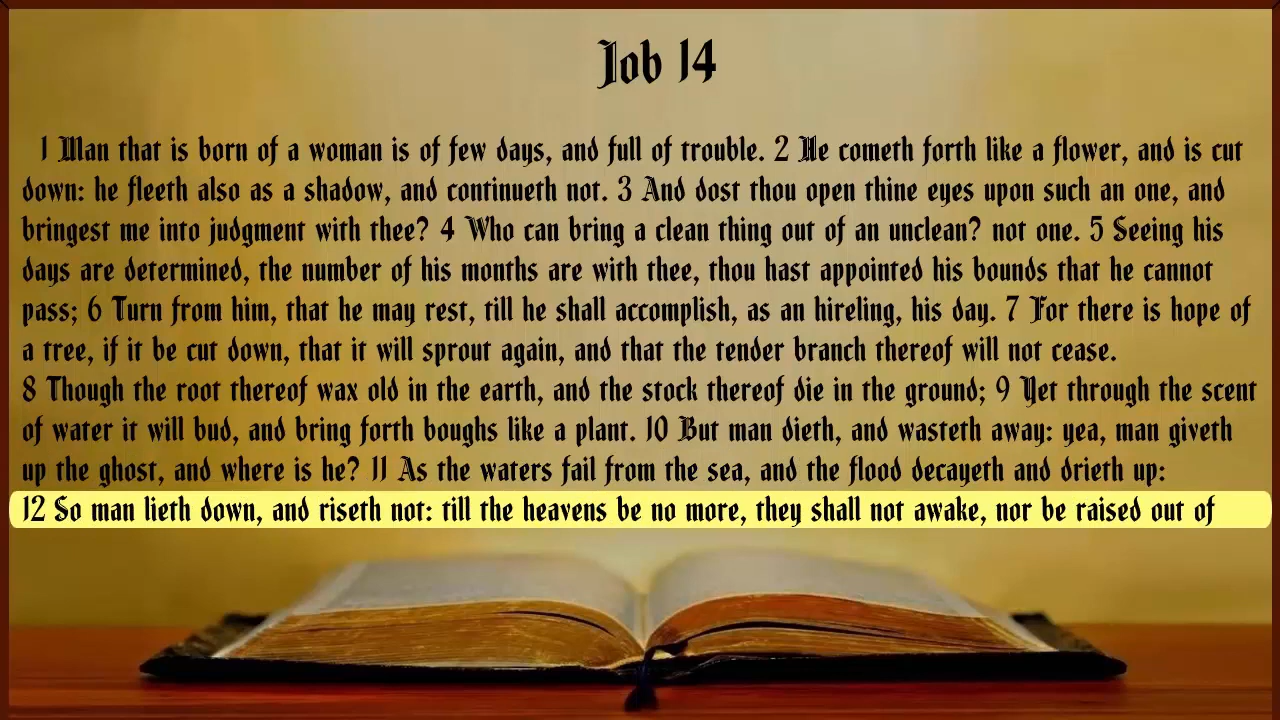 Job 14
1 Man that is born of a woman is of few days, and full of trouble. 2 He cometh forth like a flower, and is cut
down: he fleeth also as a shadow, and continueth not. 3 And dost thou open thine eyes upon such an one, and
bringest me into judgment with thee? 4 Who can bring a clean thing out of an unclean? not one. 5 Seeing his
days are determined, the number of his months are with thee, thou hast appointed his bounds that he cannot
pass; 6 Turn from him, that he may rest, till he shall accomplish, as an hireling, his day. 7 For there is hope of
a tree, if it be cut down, that it will sprout again, and that the tender branch thereof will not cease.
8 Though the root thereof wax old in the earth, and the stock thereof die in the ground; 9 Yet through the scent
of water it will bud, and bring forth boughs like a plant. 10 But man dieth, and wasteth away: yea, man giveth
up the ghost, and where is he? 11 As the waters fail from the sea, and the flood decayeth and drieth up:
12 So man lieth down, and riseth not: till the heavens be no more, they shall not awake, nor be raised out of